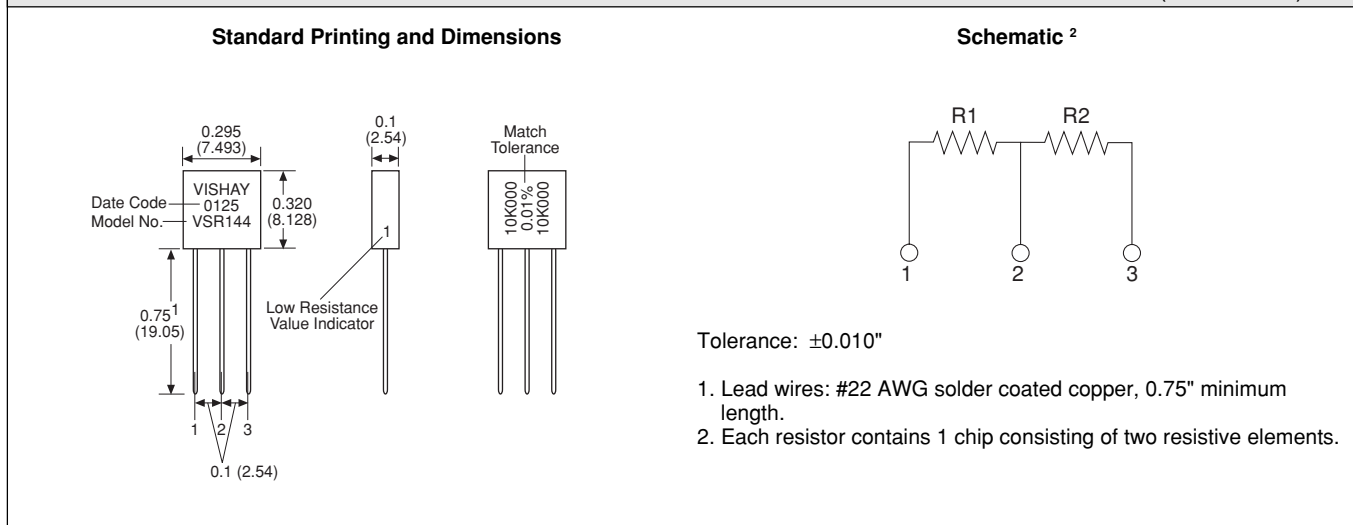 Standard Printing and Dimensions
0.295
(7.493)
VISHAY
0125
VSR144
Date Code
Model No.
0.320
(8.128)
0.75 1
(19.05)
1 2 3
0.1 (2.54)
0.1
(2.54)
1
Low Resistance
Value Indicator
Match
Tolerance
10K000
0.01%
10K000
Schematic 2
R1 R2
1 2 3
Tolerance: ±0.010"
1. Lead wires: #22 AWG solder coated copper, 0.75" minimum
length.
2. Each resistor contains 1 chip consisting of two resistive elements.